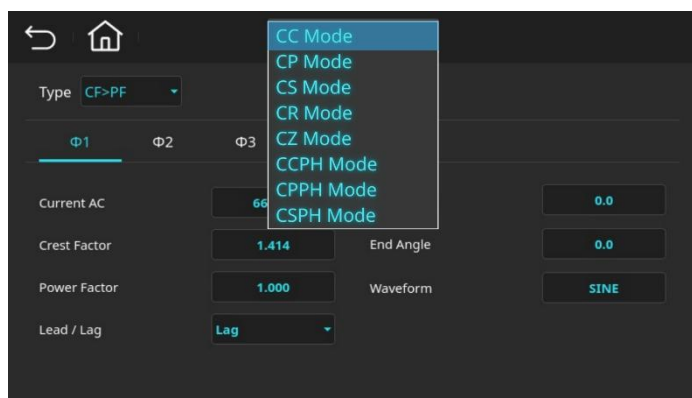 CC Mode
CP Mode
CS Mode
CR Mode
CZ Mode
CCPH Mode
CPPH Mode
CSPH Mode
Type CF>PF
Φ1 Φ2 Φ3
Current AC 66 0.0
Crest Factor 1.414 End Angle 0.0
Power Factor 1.000 Waveform SINE
Lead / Lag Lag